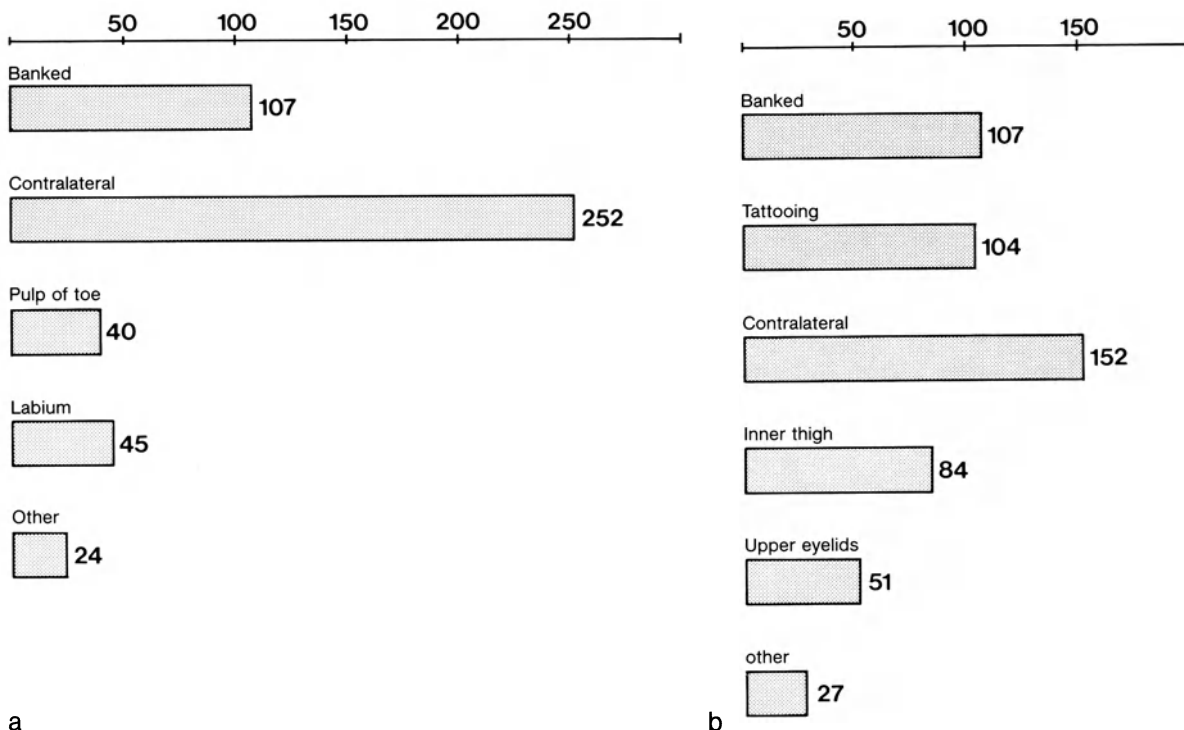 50 100 150 200 250
Banked
107
Contralateral
252
Pulp of toe
40
Labium
45
Other
24
a
50 100 150
Banked
107
Tattooing
104
Contralateral
152
Inner thigh
84
Upper eyelids
51
other
27
b